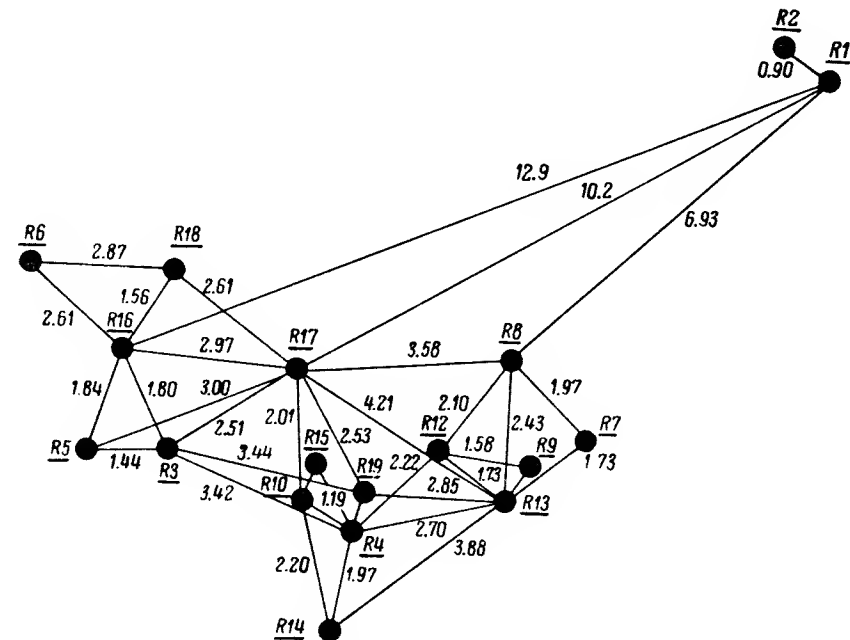 R2
R1
0.90
12.9
10.2
6.93
R6
2.87
R18
2.61
1.56
2.61
R16
2.97
R17
3.58
R8
1.84
1.80
3.00
2.51
2.01
4.21
2.10
2.43
1.97
R5
1.44
R3
3.44
3.42
R15
2.53
R12
2.22
1.58
R9
1.73
R7
1.73
R10
1.19
R19
2.85
R13
2.70
R4
3.88
2.20
1.97
R14